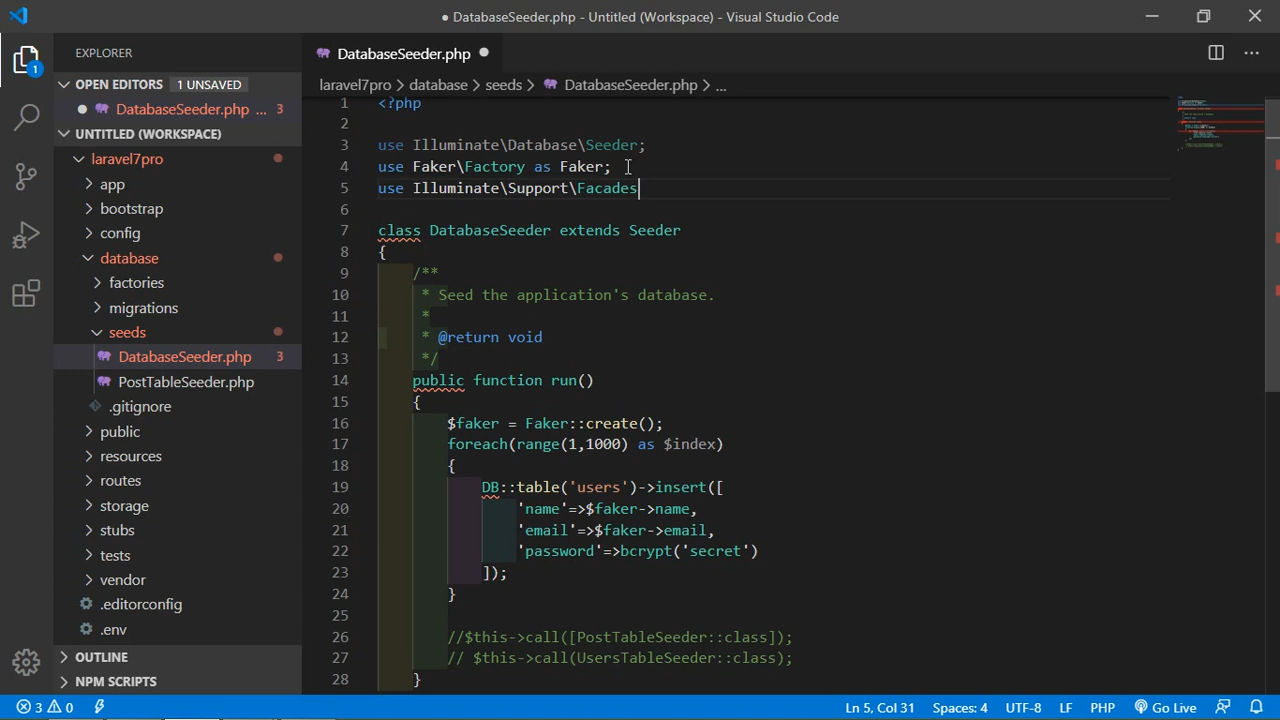 ● DatabaseSeeder.php - Untitled (Workspace) - Visual Studio Code
EXPLORER
DatabaseSeeder.php ●
OPEN EDITORS 1 UNSAVED
laravel7pro > database > seeds > DatabaseSeeder.php > ...
● DatabaseSeeder.php ... 3
UNTITLED (WORKSPACE)
laravel7pro
app
bootstrap
config
database
factories
migrations
seeds
DatabaseSeeder.php 3
PostTableSeeder.php
.gitignore
public
resources
routes
storage
stubs
tests
vendor
.editorconfig
.env
OUTLINE
NPM SCRIPTS
1
1 <?php
2
3 use Illuminate\Database\Seeder;
4 use Faker\Factory as Faker;
5 use Illuminate\Support\Facades
6
7 class DatabaseSeeder extends Seeder
8 {
9 /**
10 * Seed the application's database.
11 *
12 * @return void
13 */
14 public function run()
15 {
16 $faker = Faker::create();
17 foreach(range(1,1000) as $index)
18 {
19 DB::table('users')->insert([
20 'name'=>$faker->name,
21 'email'=>$faker->email,
22 'password'=>bcrypt('secret')
23 ]);
24 }
25
26 //$this->call([PostTableSeeder::class]);
27 // $this->call(UsersTableSeeder::class);
28 }
3 0
Ln 5, Col 31 Spaces: 4 UTF-8 LF PHP Go Live